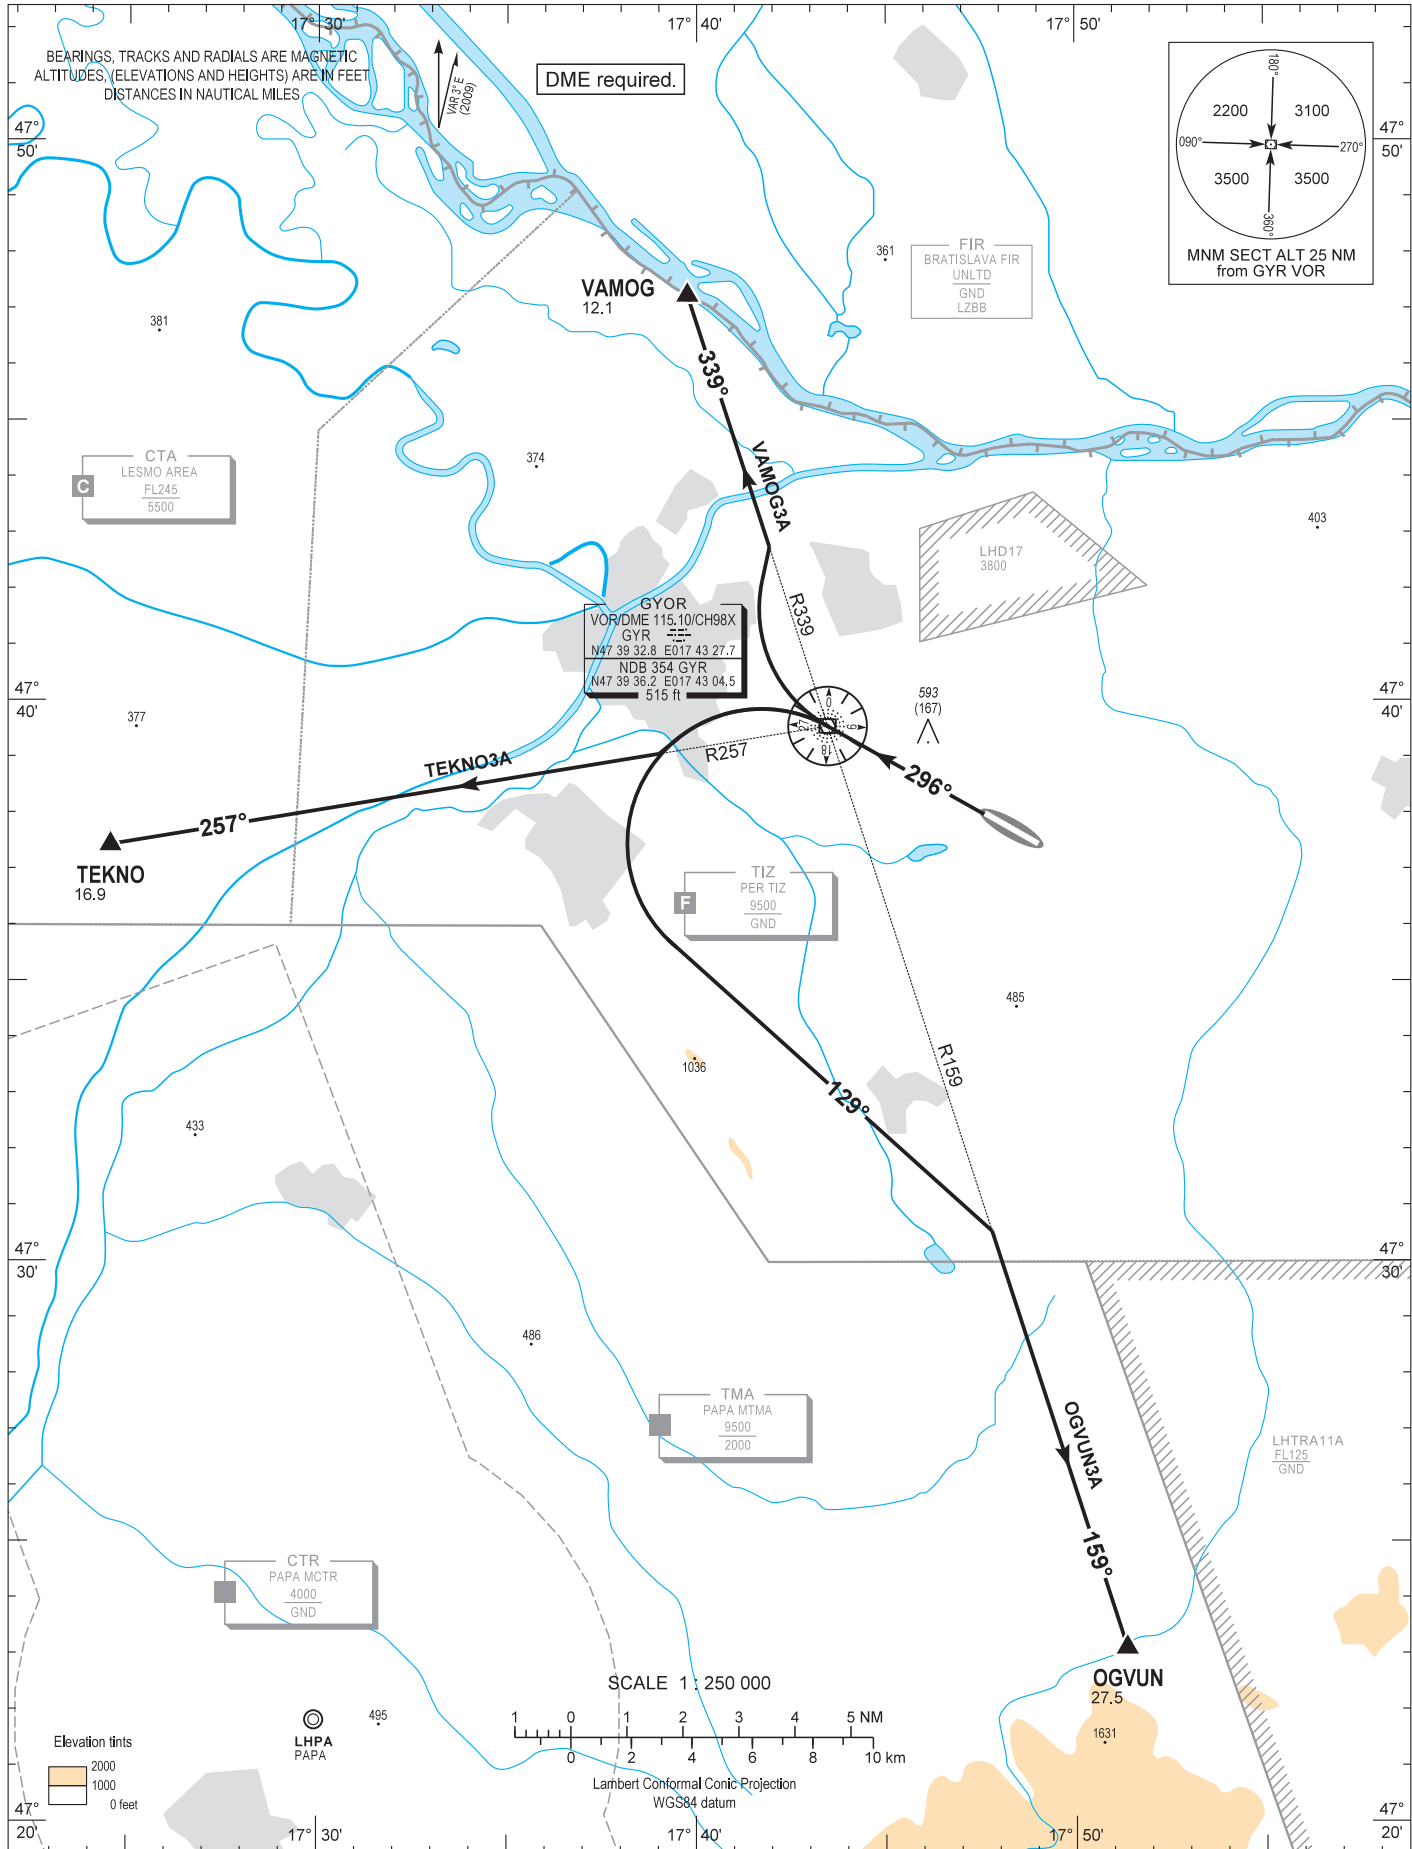 17° 30'
17° 40'
17° 50'
BEARINGS, TRACKS AND RADIALS ARE MAGNETIC
ALTITUDES, (ELEVATIONS AND HEIGHTS) ARE IN FEET
DISTANCES IN NAUTICAL MILES
VAR 3° E
(2009)
DME required.
180°
2200
3100
090°
270°
3500
3500
360°
MNM SECT ALT 25 NM
from GYR VOR
47°
50'
47°
50'
361
FIR
BRATISLAVA FIR
UNLTD
GND
LZBB
VAMOG
12.1
381
339°
VAMOG3A
CTA
LESMO AREA
C
FL245
5500
374
403
LHD17
3800
R339
GYOR
VOR/DME 115.10/CH98X
GYR
N47 39 32.8 E017 43 27.7
NDB 354 GYR
N47 39 36.2 E017 43 04.5
515 ft
47°
40'
47°
40'
377
593
(167)
0
9
18
27
R257
TEKNO3A
296°
257°
TEKNO
16.9
TIZ
PER TIZ
F
9500
GND
485
1036
R159
129°
433
47°
30'
47°
30'
486
TMA
PAPA MTMA
9500
2000
OGVUN3A
LHTRA11A
FL125
GND
159°
CTR
PAPA MCTR
4000
GND
OGVUN
27.5
1631
SCALE 1 : 250 000
1 0 1 2 3 4 5 NM
0 2 4 6 8 10 km
Lambert Conformal Conic Projection
WGS84 datum
495
LHPA
PAPA
Elevation tints
2000
1000
0 feet
47°
20'
47°
20'
17° 30'
17° 40'
17° 50'